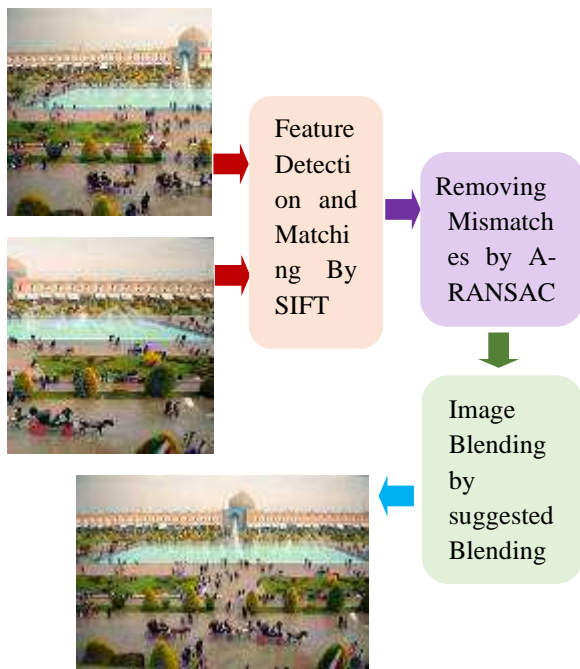 Feature
Detecti
on and
Matchi
ng By
SIFT
Removing
Mismatch
es by A-
RANSAC
Image
Blending
by
suggested
Blending